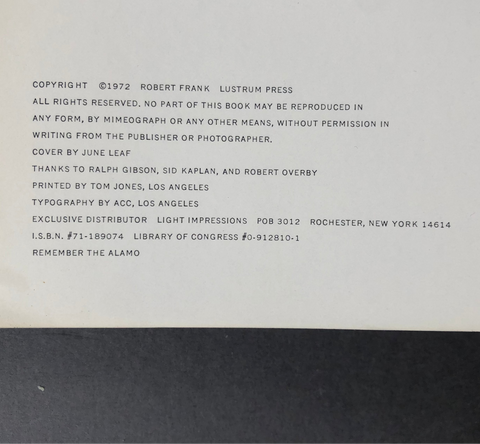 COPYRIGHT ©1972 ROBERT FRANK LUSTRUM PRESS
ALL RIGHTS RESERVED. NO PART OF THIS BOOK MAY BE REPRODUCED IN
ANY FORM, BY MIMEOGRAPH OR ANY OTHER MEANS, WITHOUT PERMISSION IN
WRITING FROM THE PUBLISHER OR PHOTOGRAPHER.
COVER BY JUNE LEAF
THANKS TO RALPH GIBSON, SID KAPLAN, AND ROBERT OVERBY
PRINTED BY TOM JONES, LOS ANGELES
TYPOGRAPHY BY ACC, LOS ANGELES
EXCLUSIVE DISTRIBUTOR LIGHT IMPRESSIONS POB 3012 ROCHESTER, NEW YORK 14614
I.S.B.N. #71-189074 LIBRARY OF CONGRESS #0-912810-1
REMEMBER THE ALAMO